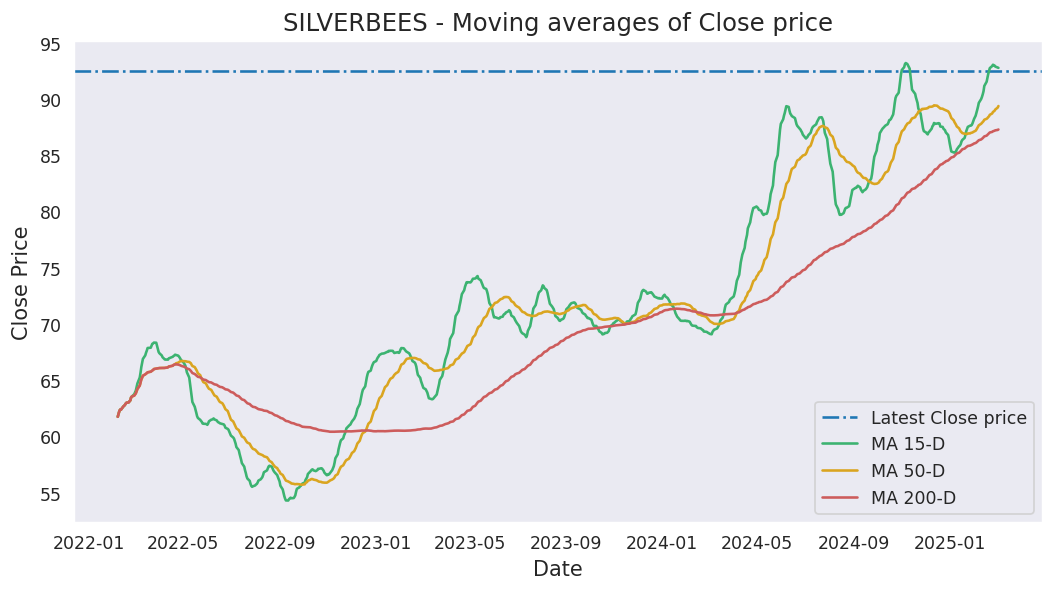 SILVERBEES - Moving averages of Close price
Close Price
95
90
85
80
75
70
65
60
55
Latest Close price
MA 15-D
MA 50-D
MA 200-D
2022-01 2022-05 2022-09 2023-01 2023-05 2023-09 2024-01 2024-05 2024-09 2025-01
Date